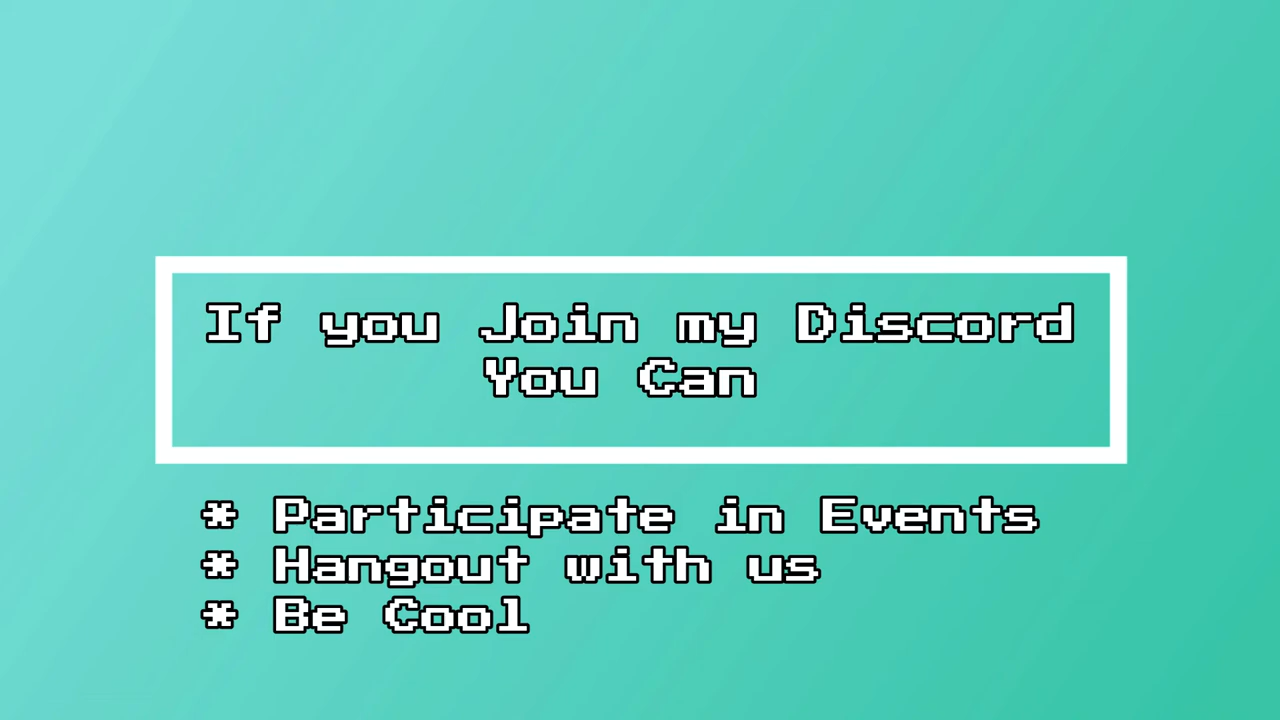 If you Join my Discord
You Can
* Participate in Events
* Hangout with us
* Be Cool